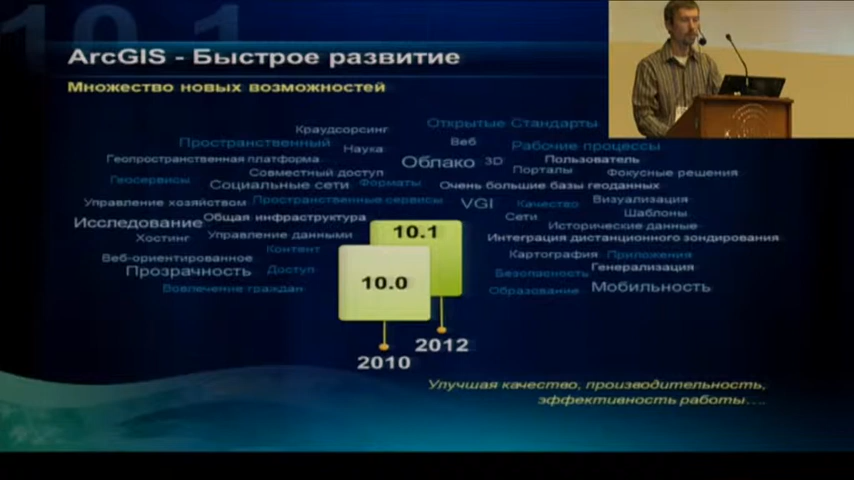 10.1
ArcGIS - Быстрое развитие
Множество новых возможностей
Краудсорсинг
Открытые Стандарты
Пространственный
Наука
Веб
Рабочие процессы
Геопространственная платформа
Облако
3D
Пользователь
Совместный доступ
Порталы
Фокусные решения
Геосервисы
Социальные сети
Форматы
Очень большие базы геоданных
Управление хозяйством
Пространственные сервисы
VGI
Качество
Визуализация
Исследование
Общая инфраструктура
Сети
Шаблоны
Исторические данные
Хостинг
Управление данными
10.1
Интеграция дистанционного зондирования
Веб-ориентированное
Контент
Картография
Приложения
Прозрачность
Доступ
10.0
Безопасность
Генерализация
Вовлечение граждан
Образование
Мобильность
2012
2010
Улучшая качество, производительность,
эффективность работы….